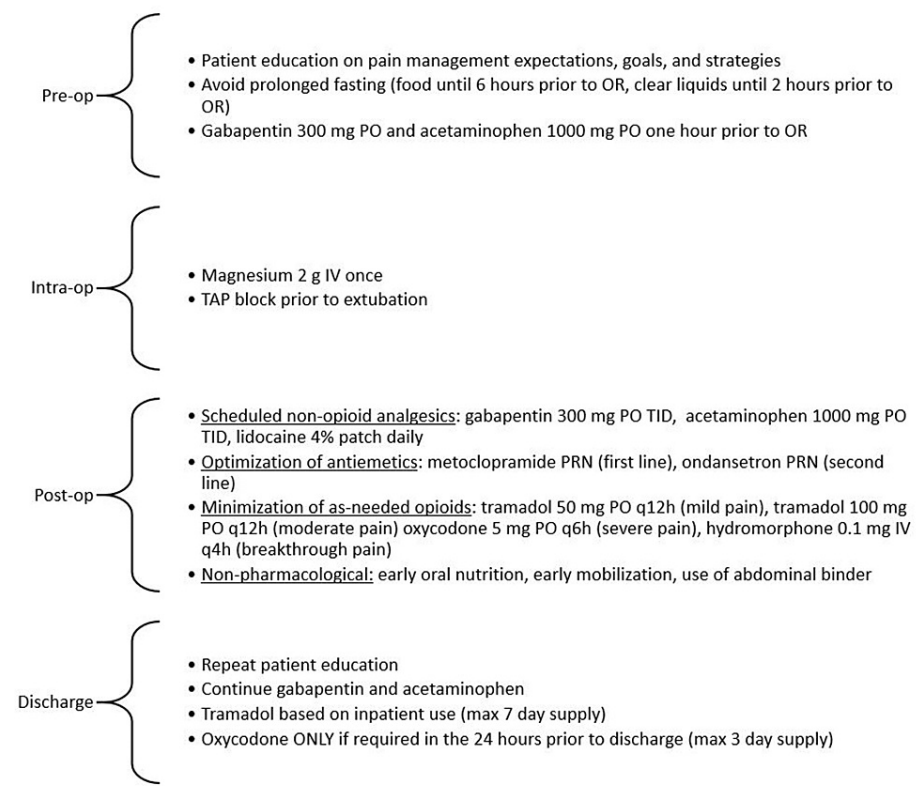 Pre-op
• Patient education on pain management expectations, goals, and strategies
• Avoid prolonged fasting (food until 6 hours prior to OR, clear liquids until 2 hours prior to
OR)
• Gabapentin 300 mg PO and acetaminophen 1000 mg PO one hour prior to OR
Intra-op
• Magnesium 2 g IV once
• TAP block prior to extubation
Post-op
• Scheduled non-opioid analgesics: gabapentin 300 mg PO TID, acetaminophen 1000 mg PO
TID, lidocaine 4% patch daily
• Optimization of antiemetics: metoclopramide PRN (first line), ondansetron PRN (second
line)
• Minimization of as-needed opioids: tramadol 50 mg PO q12h (mild pain), tramadol 100 mg
PO q12h (moderate pain) oxycodone 5 mg PO q6h (severe pain), hydromorphone 0.1 mg IV
q4h (breakthrough pain)
• Non-pharmacological: early oral nutrition, early mobilization, use of abdominal binder
Discharge
• Repeat patient education
• Continue gabapentin and acetaminophen
• Tramadol based on inpatient use (max 7 day supply)
• Oxycodone ONLY if required in the 24 hours prior to discharge (max 3 day supply)